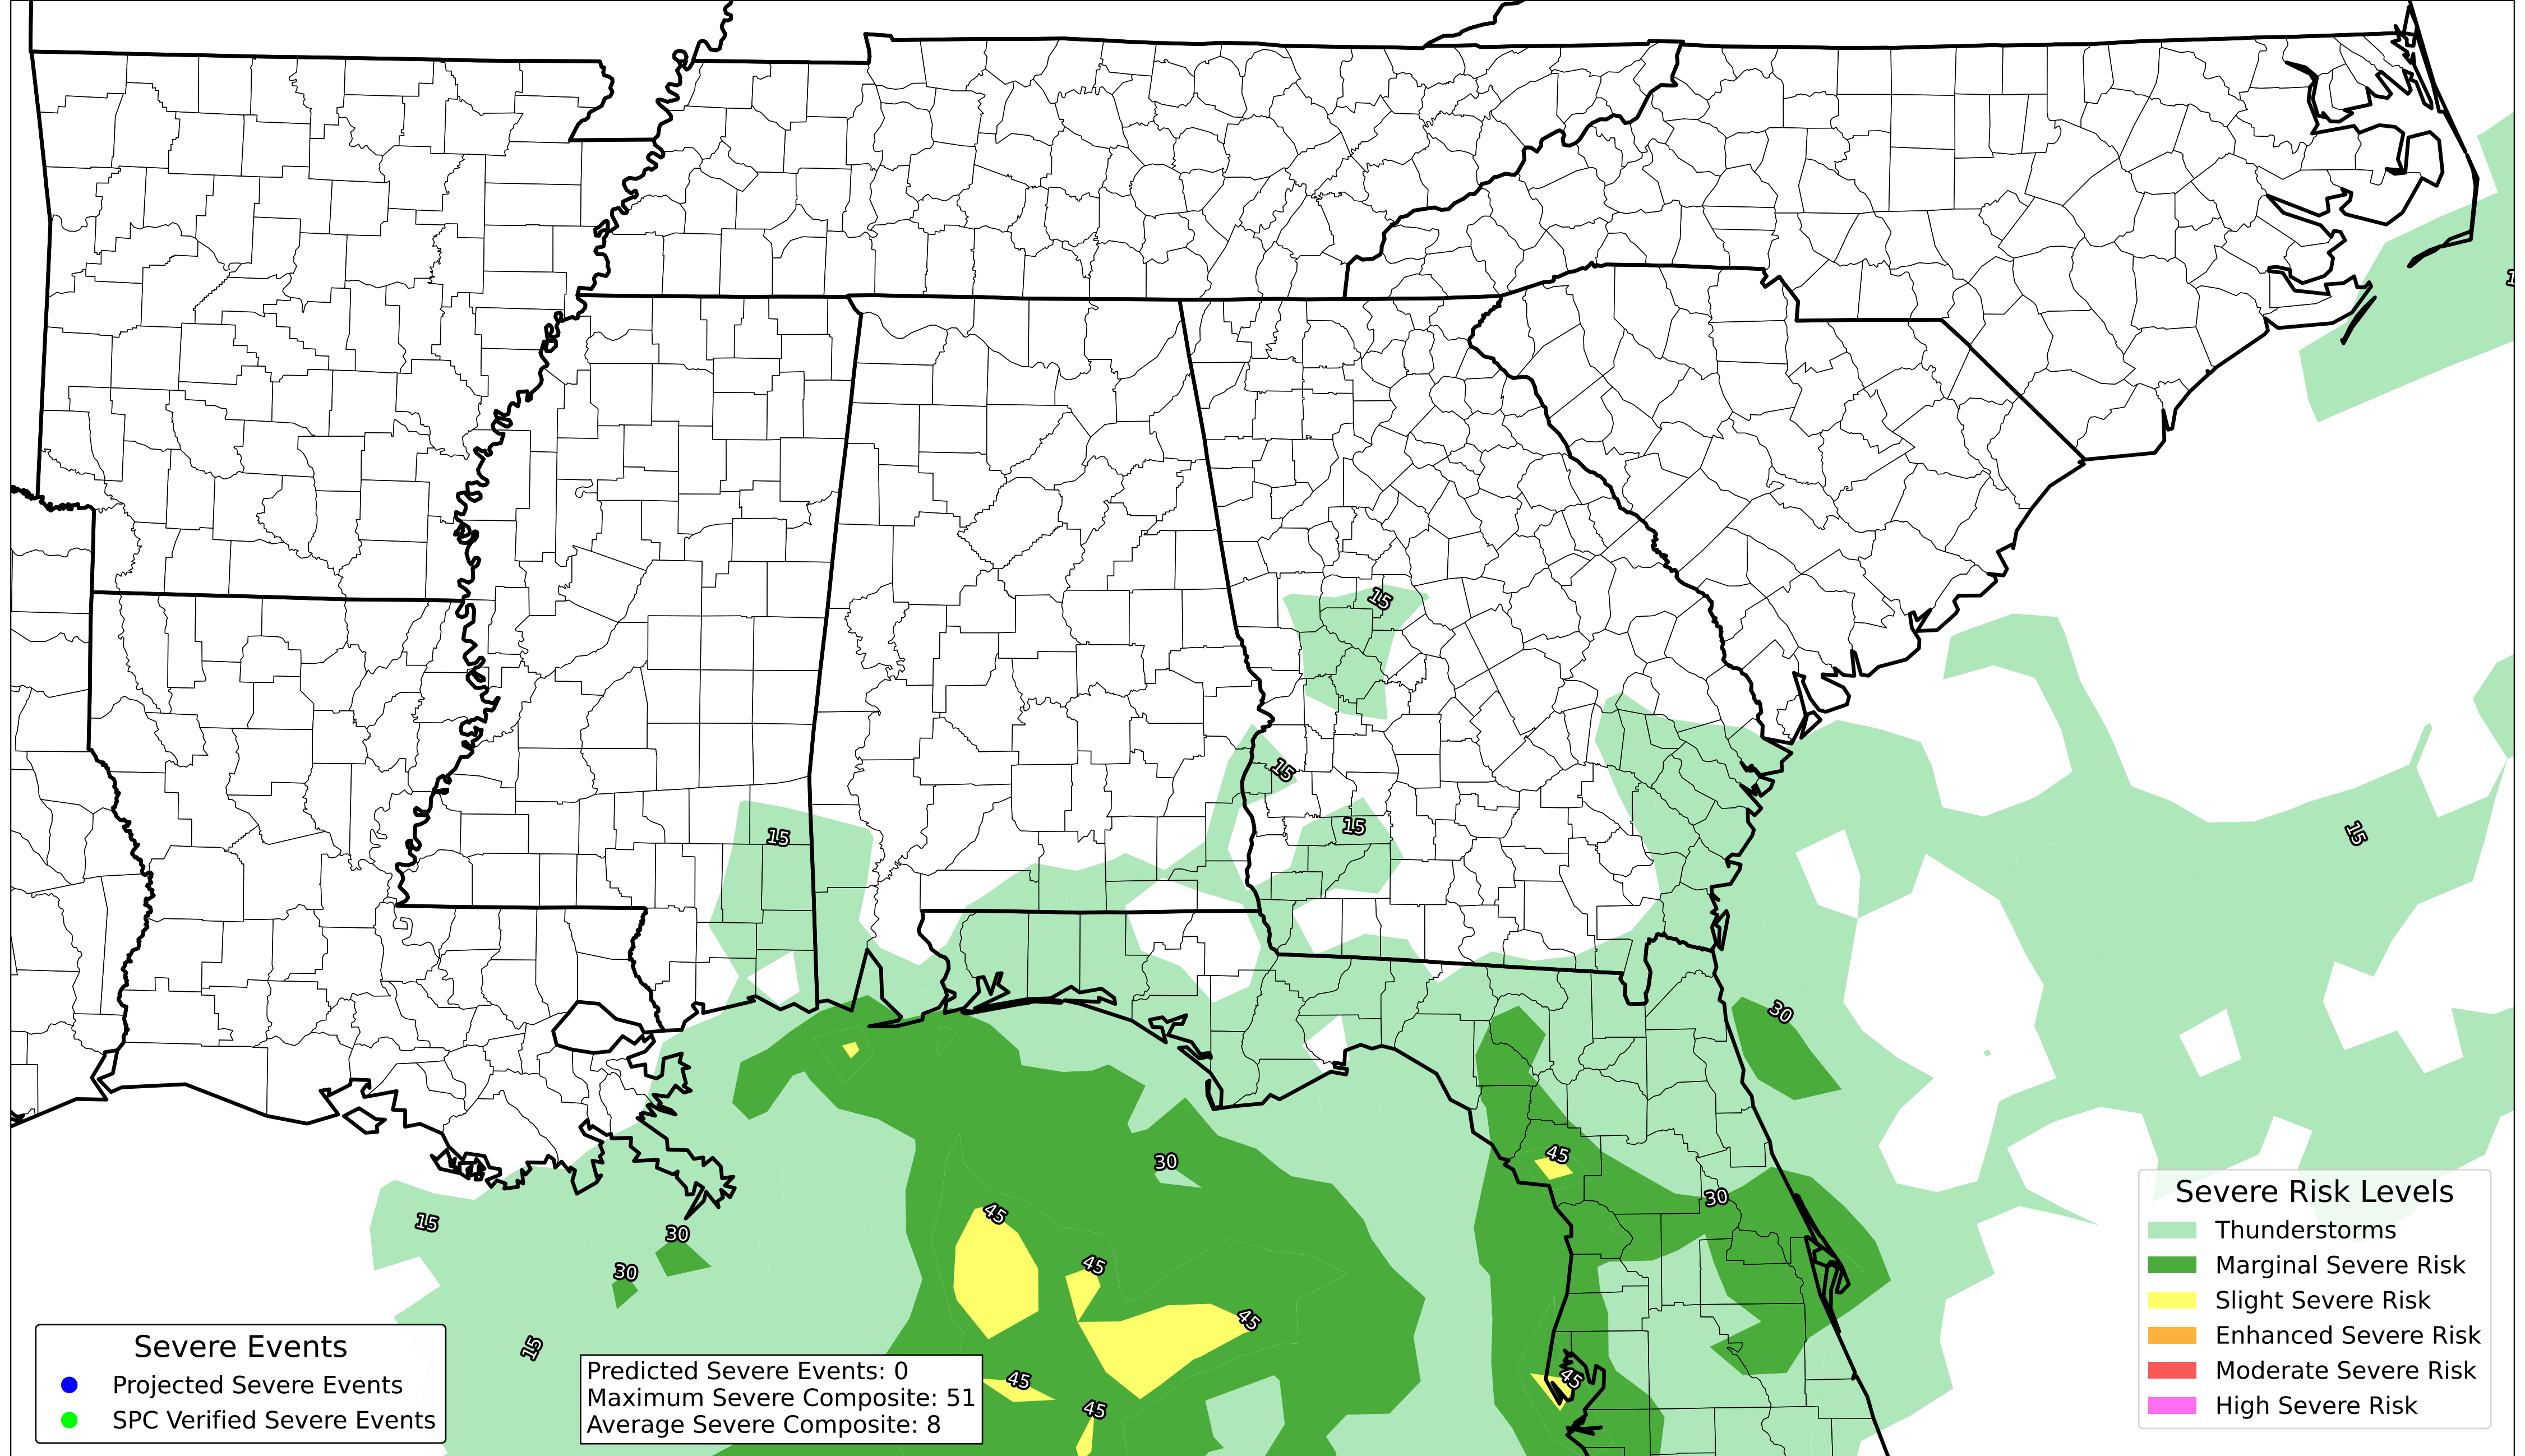 1
15
15
15
15
15
30
45
30
30
15
30
45
45
30
45
15
45
45
45
Severe Events
Projected Severe Events
SPC Verified Severe Events
Predicted Severe Events: 0
Maximum Severe Composite: 51
Average Severe Composite: 8
Severe Risk Levels
Thunderstorms
Marginal Severe Risk
Slight Severe Risk
Enhanced Severe Risk
Moderate Severe Risk
High Severe Risk